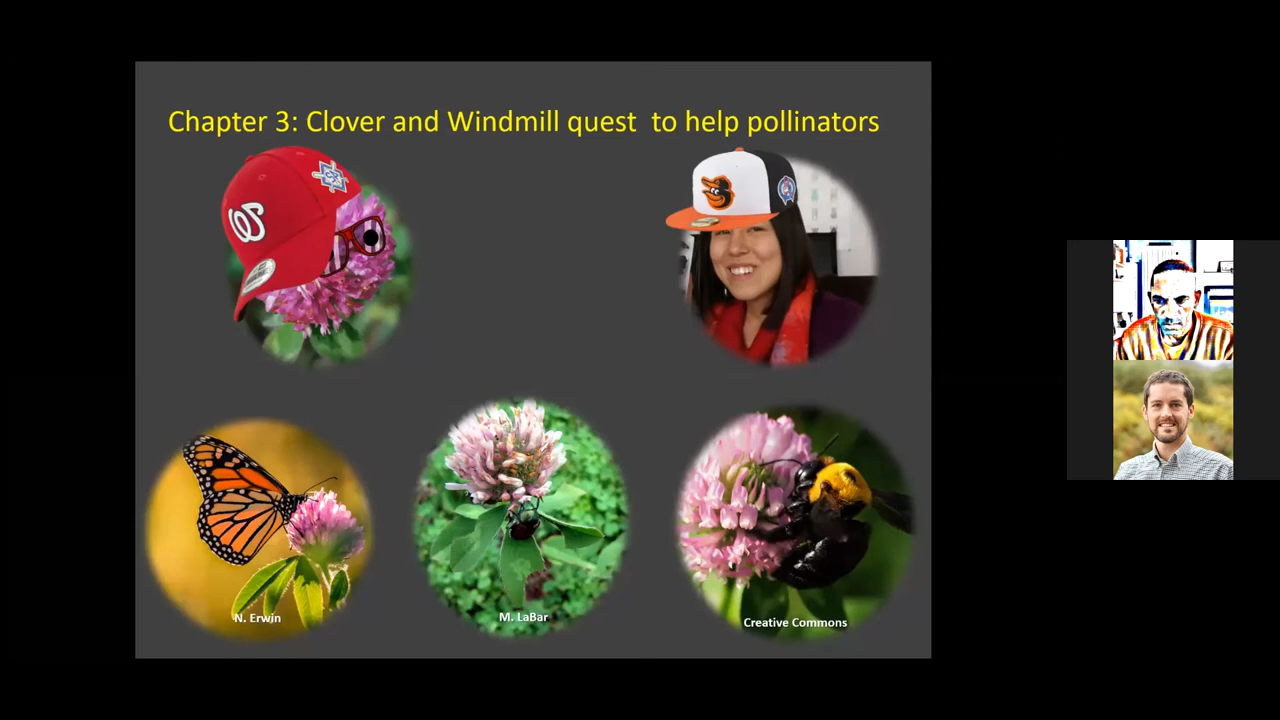 Chapter 3: Clover and Windmill quest  to help pollinators
W
N. Erwin
M. LaBar
Creative Commons